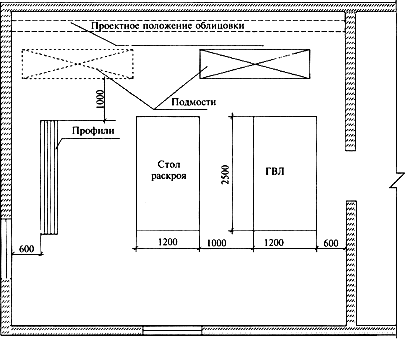 Проектное положение облицовки
1000
Подмости
Профили
Стол
раскроя
2500
ГВЛ
600
1200
1000
1200
600